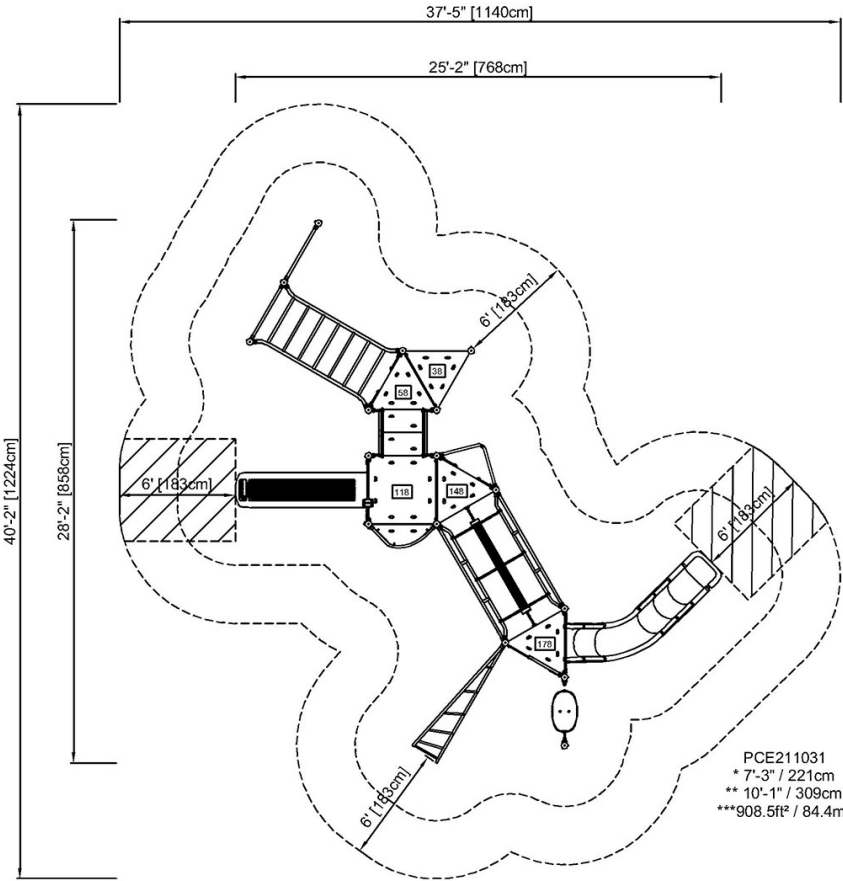 37'-5" [1140cm]
25'-2" [768cm]
6' [183cm]
38
58
40'-2" [1224cm]
28'-2" [858cm]
6' [183cm]
118
148
6' [183cm]
178
6' [183cm]
PCE211031
* 7'-3" / 221cm
** 10'-1" / 309cm
***908.5ft² / 84.4m